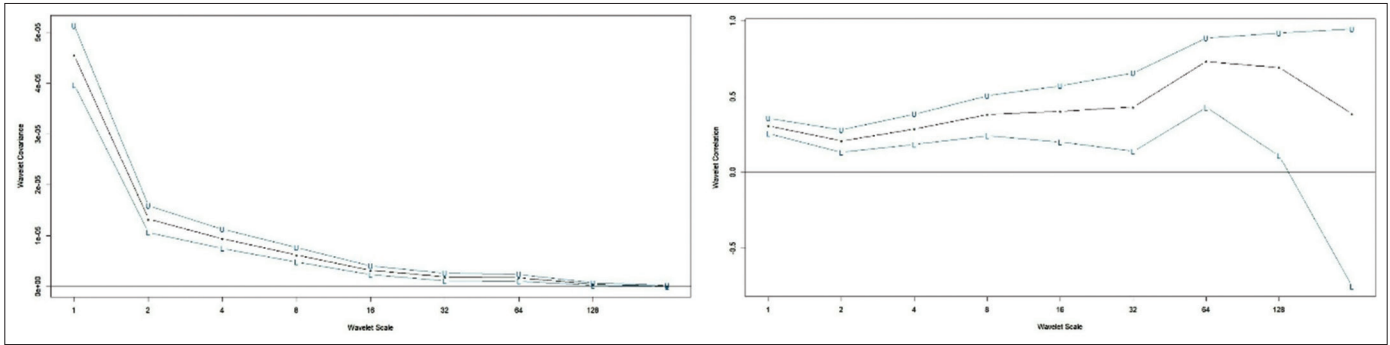 5e-05
4e-05
3e-05
2e-05
1e-05
0e+00
Wavelet Covariance
U U U U U U U U U
L L L L L L L L L
1 2 4 8 16 32 64 128
Wavelet Scale
1.0
0.5
0.0
-0.5
Wavelet Correlation
U U U U U U U U U
L L L L L L L L L
1 2 4 8 16 32 64 128
Wavelet Scale